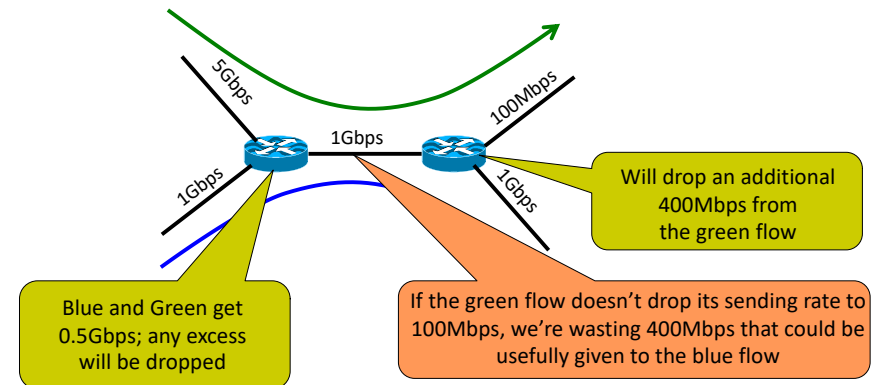 5Gbps
100Mbps
1Gbps
1Gbps
1Gbps
Will drop an additional
400Mbps from
the green flow
Blue and Green get
0.5Gbps; any excess
will be dropped
If the green flow doesn’t drop its sending rate to
100Mbps, we’re wasting 400Mbps that could be
usefully given to the blue flow